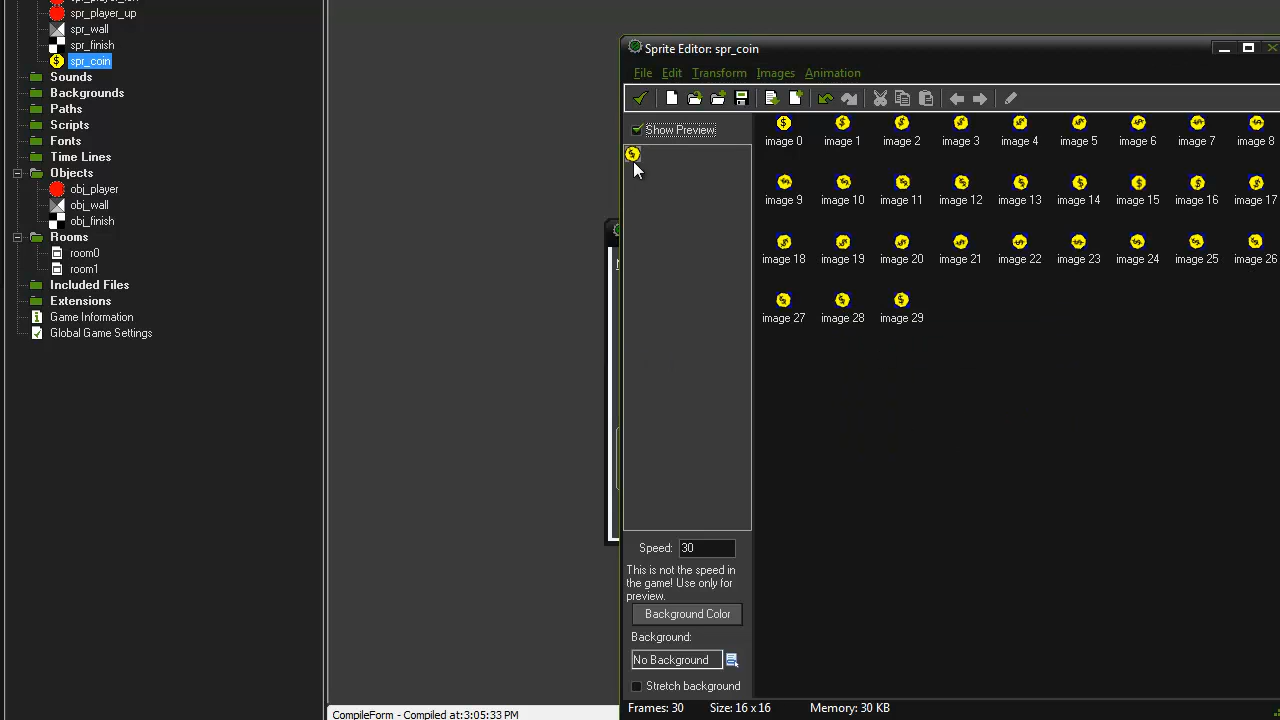 spr_player_up
spr_wall
spr_finish
spr_coin
Sounds
Backgrounds
Paths
Scripts
Fonts
Time Lines
Objects
obj_player
obj_wall
obj_finish
Rooms
room0
room1
Included Files
Extensions
Game Information
Global Game Settings
CompileForm - Compiled at:3:05:33 PM
Sprite Editor: spr_coin
File Edit Transform Images Animation
Show Preview
image 0 image 1 image 2 image 3 image 4 image 5 image 6 image 7 image 8
image 9 image 10 image 11 image 12 image 13 image 14 image 15 image 16 image 17
image 18 image 19 image 20 image 21 image 22 image 23 image 24 image 25 image 26
image 27 image 28 image 29
Speed: 30
This is not the speed in
the game! Use only for
preview.
Background Color
Background:
No Background
Stretch background
Frames: 30 Size: 16 x 16 Memory: 30 KB